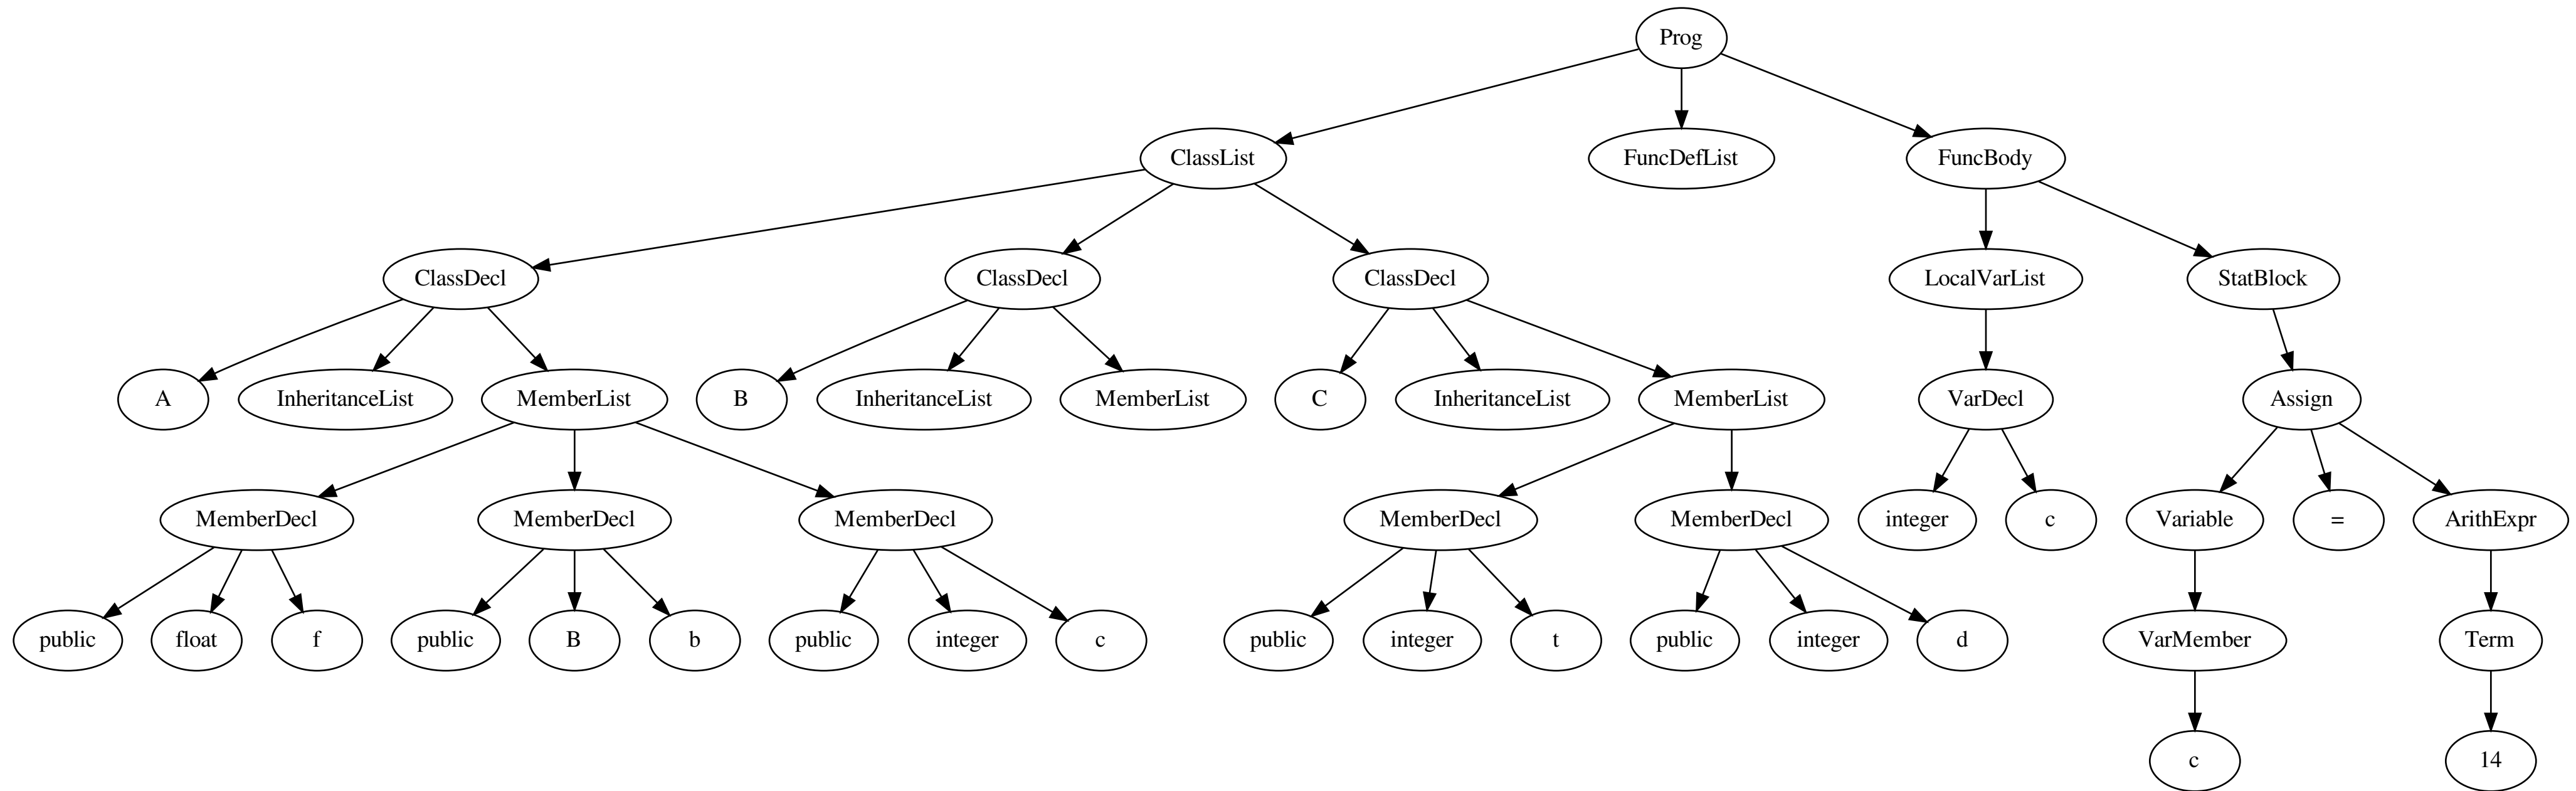 Prog
ClassList FuncDefList FuncBody
ClassDecl ClassDecl ClassDecl LocalVarList StatBlock
A InheritanceList MemberList B InheritanceList MemberList C InheritanceList MemberList VarDecl Assign
MemberDecl MemberDecl MemberDecl MemberDecl MemberDecl integer c Variable = ArithExpr
public float f public B b public integer c public integer t public integer d VarMember Term
c 14